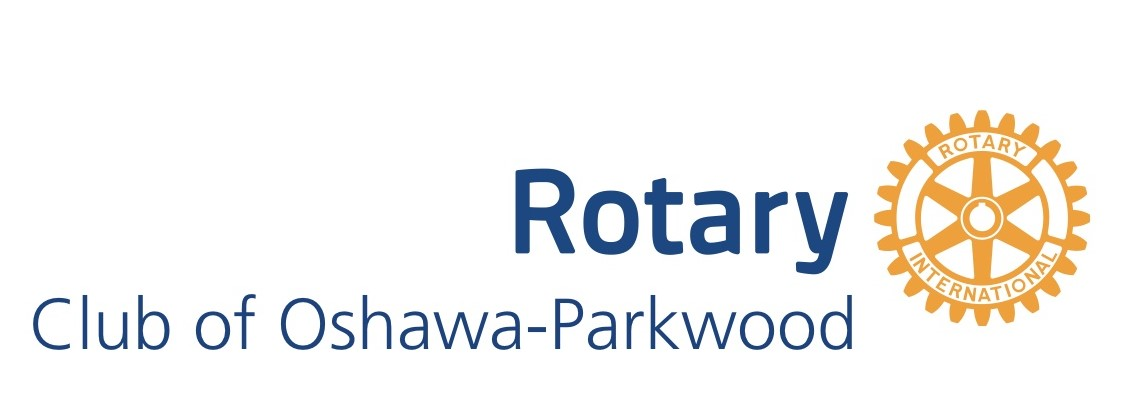 Rotary
Club of Oshawa-Parkwood
ROTARY
INTERNATIONAL